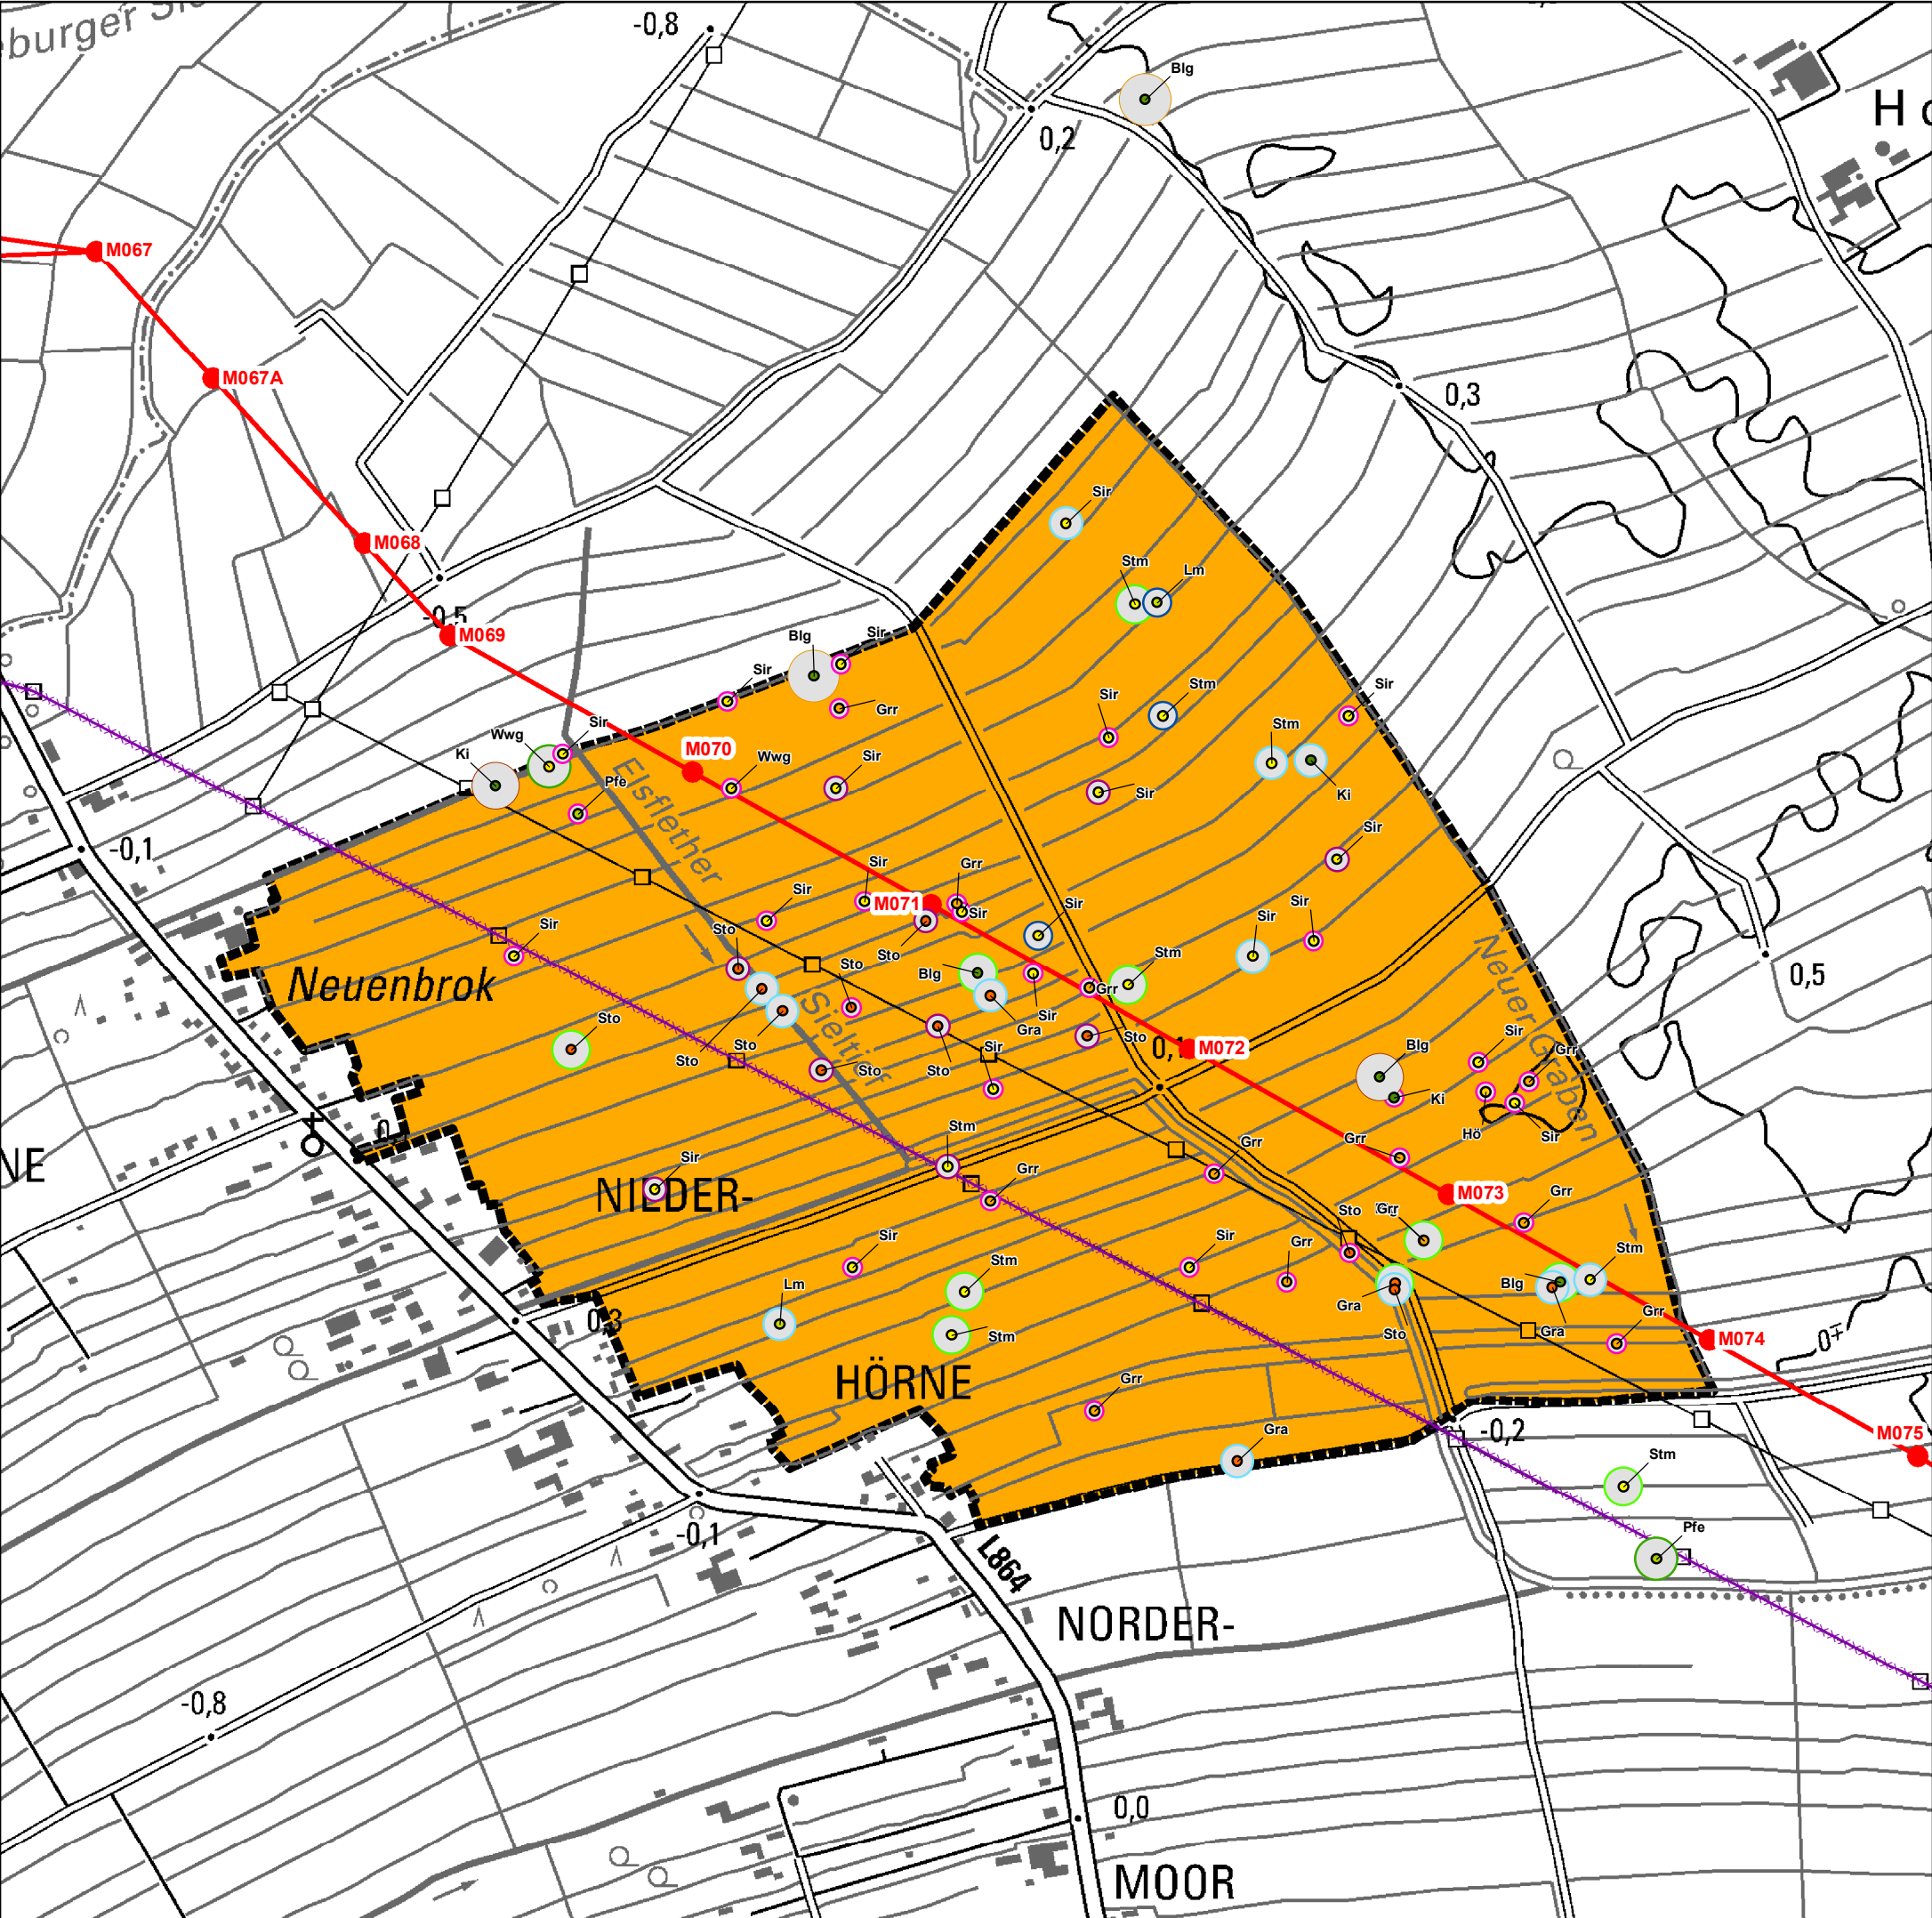 -0,8
Blg
0,2
M067
M067A
0,3
Sir
M068
Stm
Lm
-0,5
M069
Blg
Sir
Sir
Stm
Sir
Sir
Grr
Sir
Stm
Wwg
Sir
Ki
M070
Wwg
Sir
Pfe
Sir
Ki
Elsflether
Sieltief
-0,1
Sir
Sir
Grr
M071
Sir
Sir
Sir
Sir
Sir
Sto
Sir
Neuer Graben
Sto
Stm
Sto
Blg
0,5
Neuenbrok
Grr
Sir
Gra
Sto
Sto
Sto
Sto
Sto
Sir
Sto
0,1
M072
Blg
Sir
Grr
Ki
Hö
Sir
Stm
Grr
Grr
Sir
NIEDER-
Grr
M073
Grr
Sto
Grr
Sir
Stm
Sir
Grr
Stm
Blg
Lm
Gra
Grr
0,3
Stm
Sto
Gra
M074
HÖRNE
Grr
Gra
-0,2
M075
Stm
-0,1
Pfe
L864
NORDER-
-0,8
0,0
MOOR